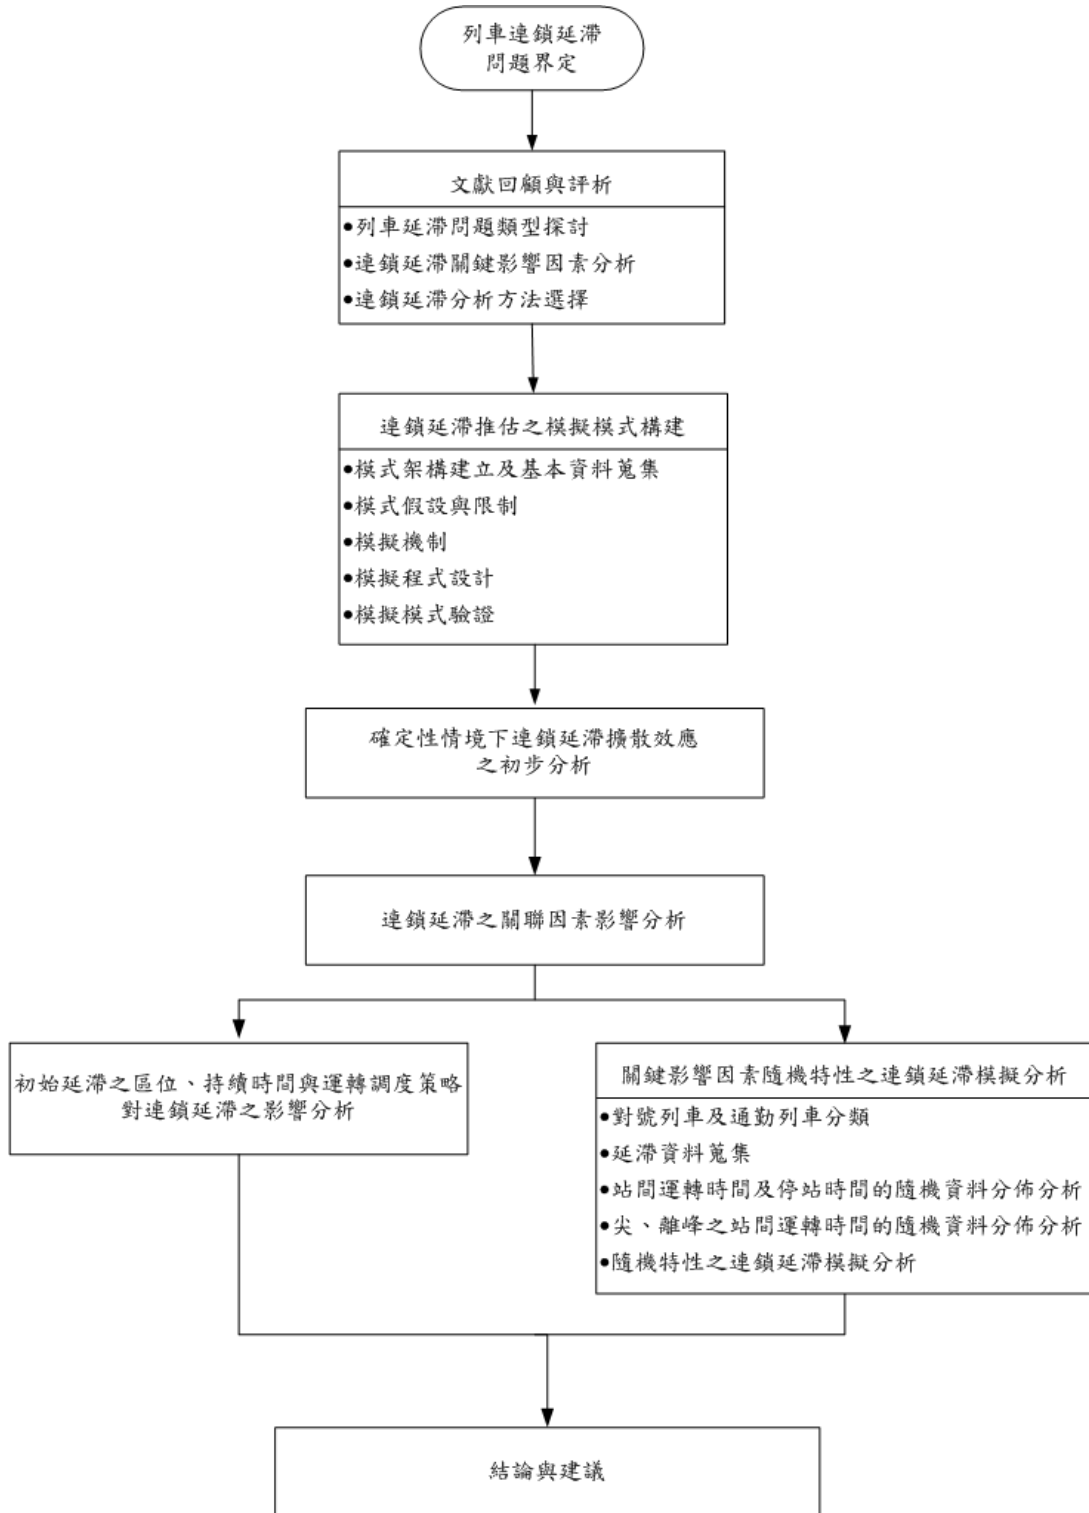 列車連鎖延滯
問題界定
文獻回顧與評析
●列車延滯問題類型探討
●連鎖延滯關鍵影響因素分析
●連鎖延滯分析方法選擇
連鎖延滯推估之模擬模式構建
●模式架構建立及基本資料蒐集
●模式假設與限制
●模擬機制
●模擬程式設計
●模擬模式驗證
確定性情境下連鎖延滯擴散效應
之初步分析
連鎖延滯之關聯因素影響分析
初始延滯之區位、持續時間與運轉調度策略
對連鎖延滯之影響分析
關鍵影響因素隨機特性之連鎖延滯模擬分析
●對號列車及通勤列車分類
●延滯資料蒐集
●站間運轉時間及停站時間的隨機資料分佈分析
●尖、離峰之站間運轉時間的隨機資料分佈分析
●隨機特性之連鎖延滯模擬分析
結論與建議